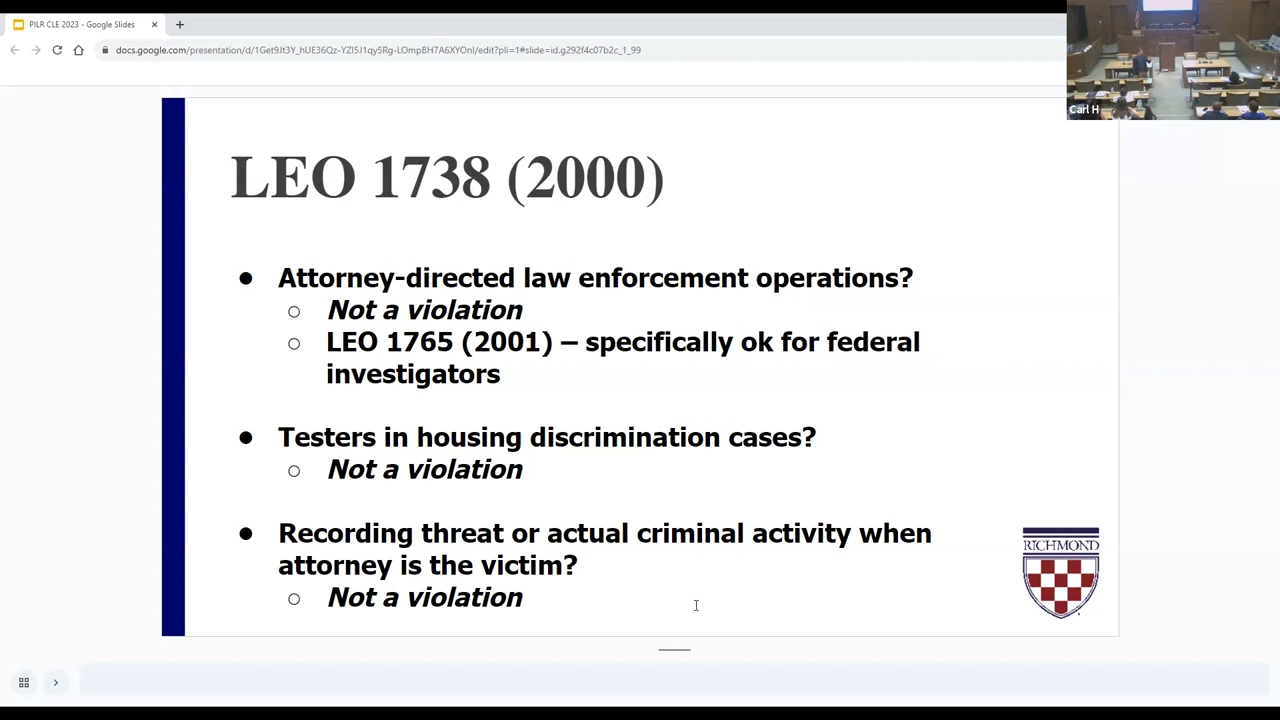 PILR CLE 2023 - Google Slides
docs.google.com/presentation/d/1Get9Jt3Y_hUE36Qz-YZl5J1qy5Rg-LOmpBH7A6XYOnl/edit?pli=1#slide=id.g292f4c07b2c_1_99
Carl H
LEO 1738 (2000)
● Attorney-directed law enforcement operations?
○ Not a violation
○ LEO 1765 (2001) – specifically ok for federal
investigators
● Testers in housing discrimination cases?
○ Not a violation
● Recording threat or actual criminal activity when
attorney is the victim?
○ Not a violation
RICHMOND